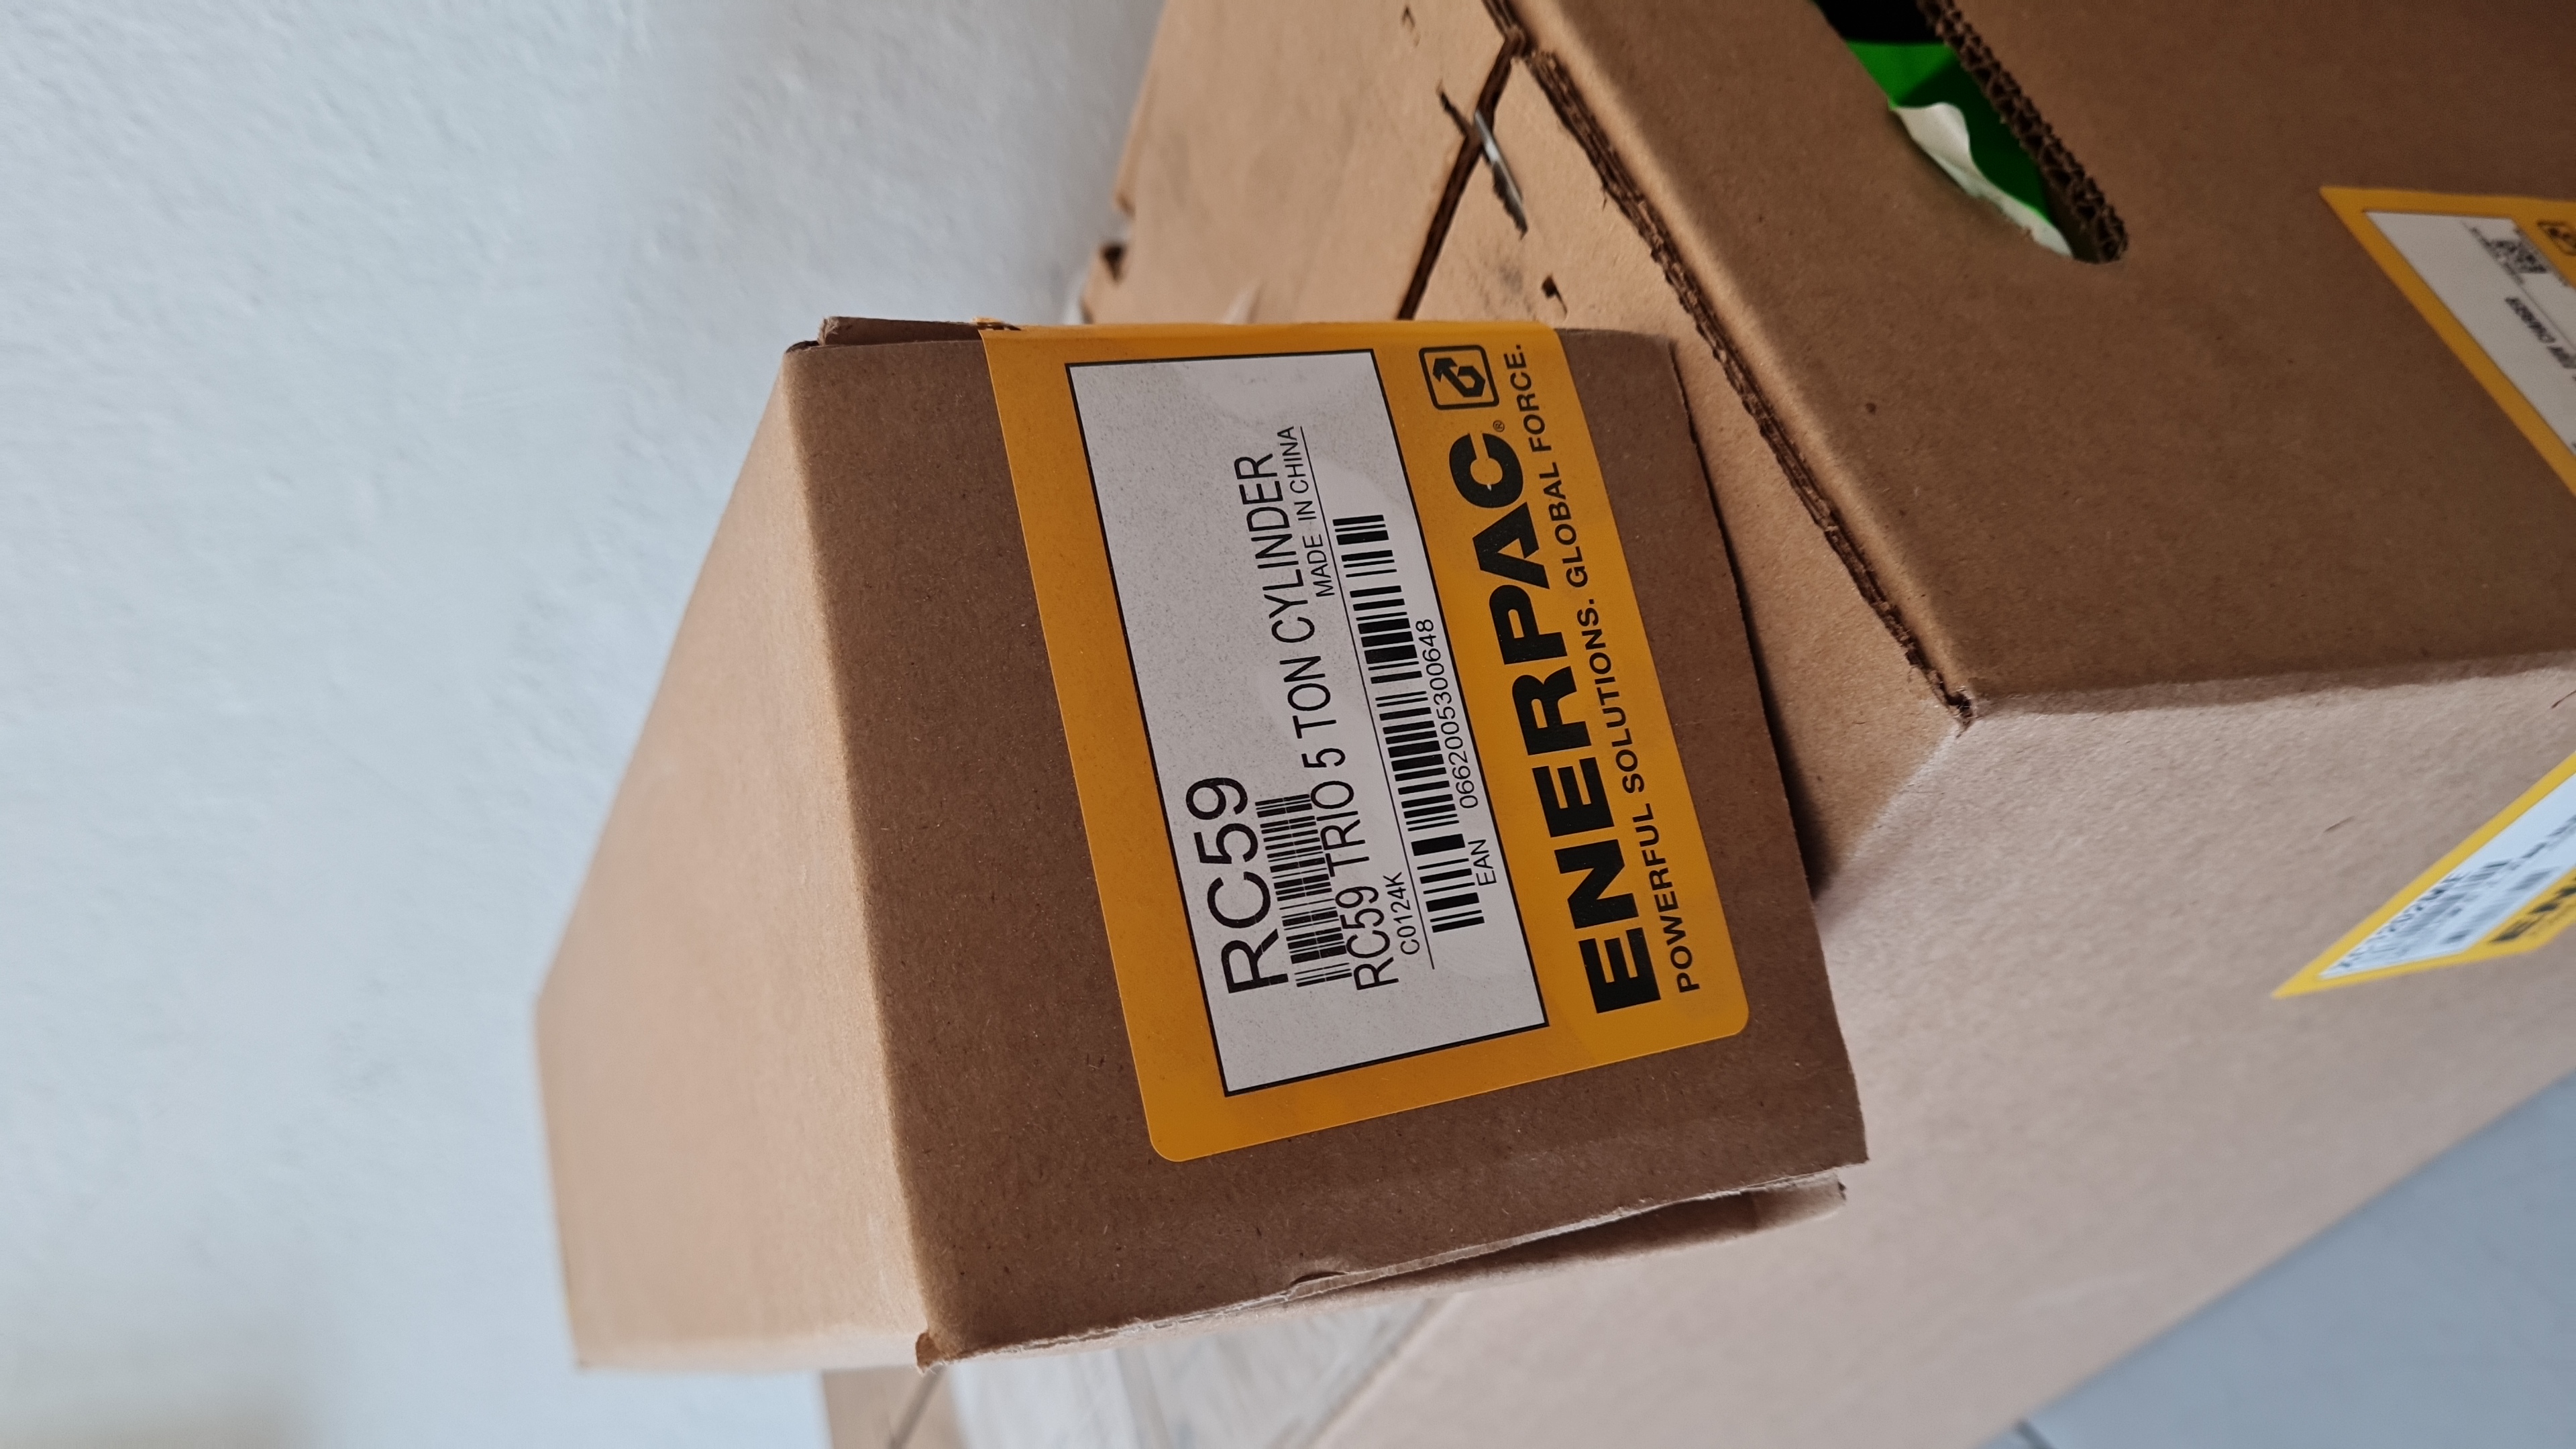 RC59
RC59 TRIO 5 TON CYLINDER
C0124K MADE IN CHINA
EAN 0662005300648
ENERPAC®
POWERFUL SOLUTIONS. GLOBAL FORCE.